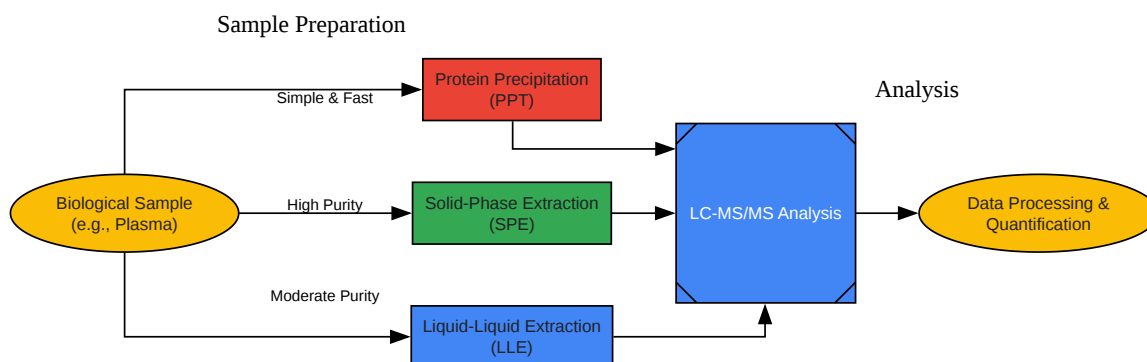 Sample Preparation
Protein Precipitation
(PPT)
Simple & Fast
Analysis
Biological Sample
(e.g., Plasma)
High Purity
Solid-Phase Extraction
(SPE)
LC-MS/MS Analysis
Data Processing &
Quantification
Moderate Purity
Liquid-Liquid Extraction
(LLE)